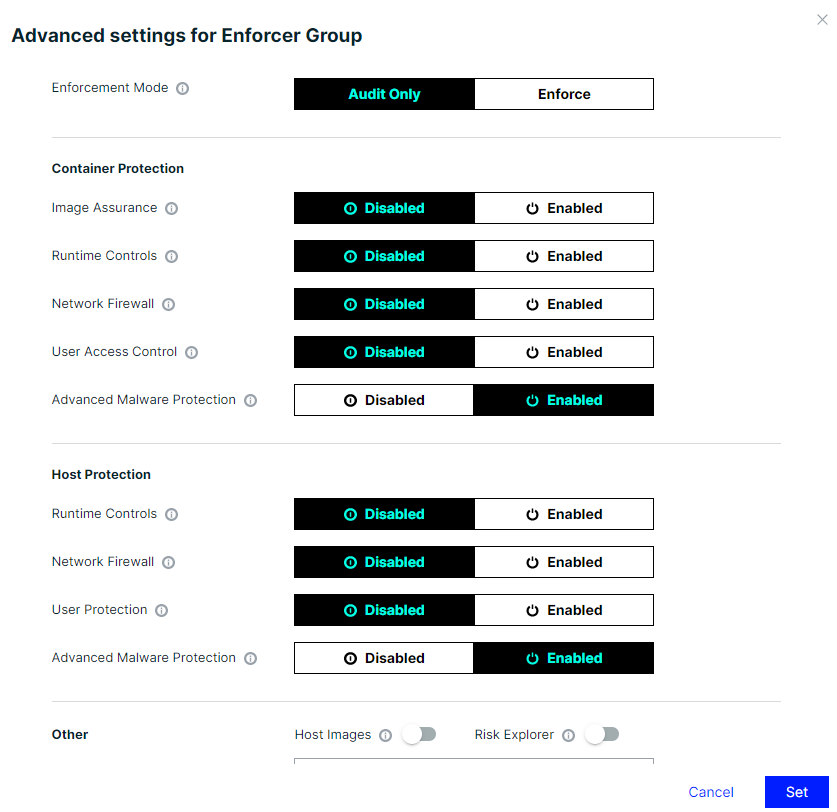 Advanced settings for Enforcer Group
Enforcement Mode Audit Only Enforce
Container Protection
Image Assurance Disabled Enabled
Runtime Controls Disabled Enabled
Network Firewall Disabled Enabled
User Access Control Disabled Enabled
Advanced Malware Protection Disabled Enabled
Host Protection
Runtime Controls Disabled Enabled
Network Firewall Disabled Enabled
User Protection Disabled Enabled
Advanced Malware Protection Disabled Enabled
Other Host Images Risk Explorer
Cancel Set